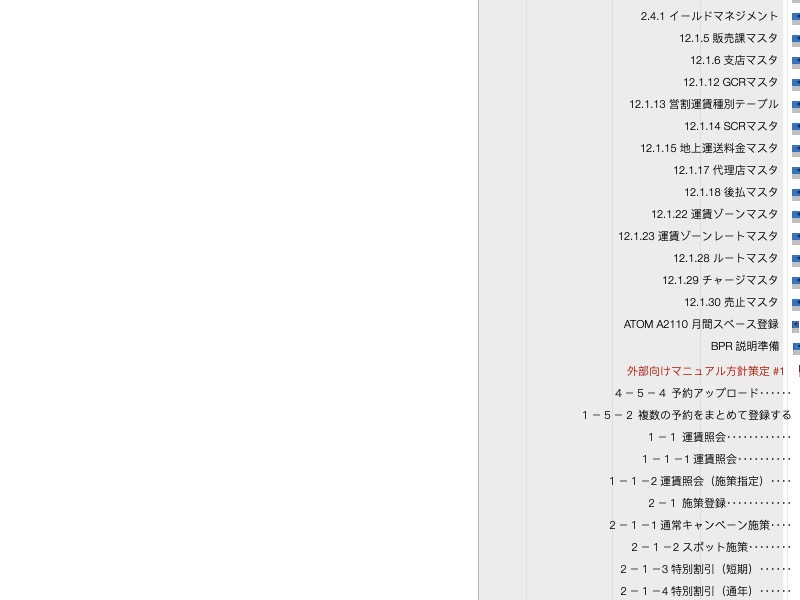 2.4.1 イールドマネジメント
12.1.5 販売課マスタ
12.1.6 支店マスタ
12.1.12 GCRマスタ
12.1.13 営割運賃種別テーブル
12.1.14 SCRマスタ
12.1.15 地上運送料金マスタ
12.1.17 代理店マスタ
12.1.18 後払マスタ
12.1.22 運賃ゾーンマスタ
12.1.23 運賃ゾーンレートマスタ
12.1.28 ルートマスタ
12.1.29 チャージマスタ
12.1.30 売止マスタ
ATOM A2110 月間スペース登録
BPR 説明準備
外部向けマニュアル方針策定 #1
４－５－４ 予約アップロード‥‥‥
１－５－２ 複数の予約をまとめて登録する
１－１ 運賃照会‥‥‥‥‥‥
１－１－１運賃照会‥‥‥‥‥
１－１－２運賃照会（施策指定）‥‥
２－１ 施策登録‥‥‥‥‥‥
２－１－１通常キャンペーン施策‥‥
２－１－２スポット施策‥‥‥‥
２－１－３特別割引（短期）‥‥‥
２－１－４特別割引（通年）‥‥‥